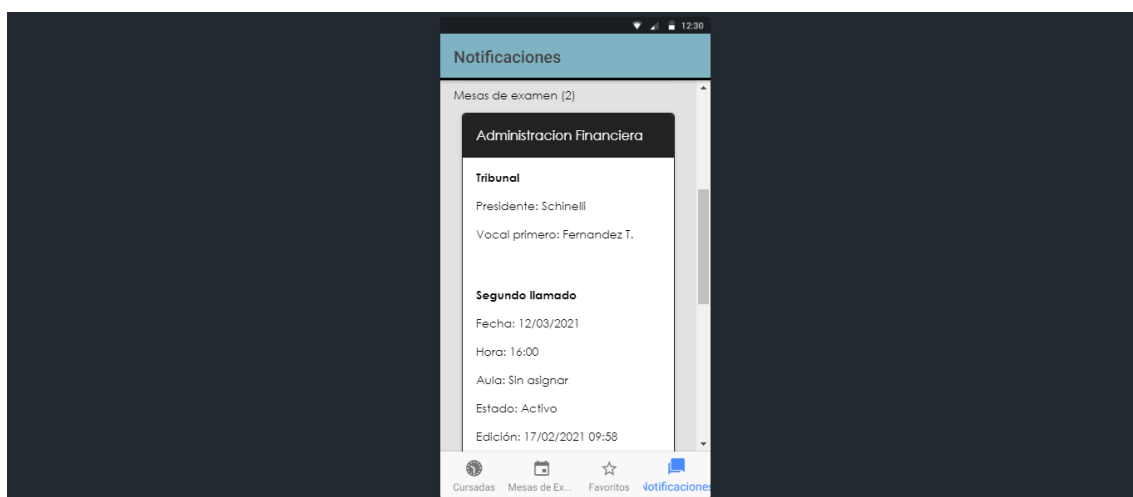 12:30
Notificaciones
Mesas de examen (2)
Administracion Financiera
Tribunal
Presidente: Schinelli
Vocal primero: Fernandez T.
Segundo llamado
Fecha: 12/03/2021
Hora: 16:00
Aula: Sin asignar
Estado: Activo
Edición: 17/02/2021 09:58
Cursadas Mesas de Ex... Favoritos Notificaciones